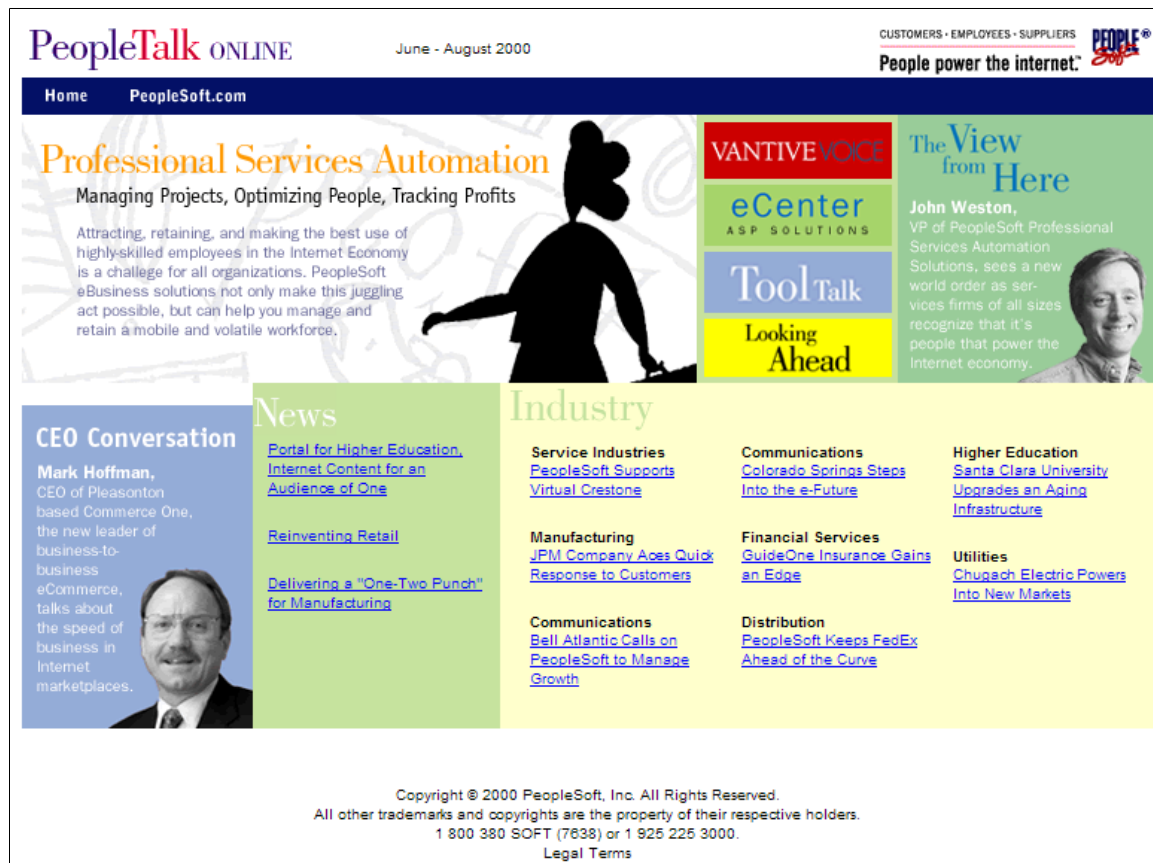 PeopleTalk ONLINE
June - August 2000
CUSTOMERS • EMPLOYEES • SUPPLIERS
People power the internet.™
PEOPLE Soft ®
Home PeopleSoft.com
Professional Services Automation
Managing Projects, Optimizing People, Tracking Profits
Attracting, retaining, and making the best use of
highly-skilled employees in the Internet Economy
is a challege for all organizations. PeopleSoft
eBusiness solutions not only make this juggling
act possible, but can help you manage and
retain a mobile and volatile workforce.
VANTIVE VOICE
eCenter
ASP SOLUTIONS
Tool Talk
Looking
Ahead
The View
from Here
John Weston,
VP of PeopleSoft Professional
Services Automation
Solutions, sees a new
world order as ser-
vices firms of all sizes
recognize that it's
people that power the
Internet economy.
CEO Conversation
Mark Hoffman,
CEO of Pleasonton
based Commerce One,
the new leader of
business-to-
business
eCommerce,
talks about
the speed of
business in
Internet
marketplaces.
News
Portal for Higher Education,
Internet Content for an
Audience of One
Reinventing Retail
Delivering a "One-Two Punch"
for Manufacturing
Industry
Service Industries
PeopleSoft Supports
Virtual Crestone
Manufacturing
JPM Company Aces Quick
Response to Customers
Communications
Bell Atlantic Calls on
PeopleSoft to Manage
Growth
Communications
Colorado Springs Steps
Into the e-Future
Financial Services
GuideOne Insurance Gains
an Edge
Distribution
PeopleSoft Keeps FedEx
Ahead of the Curve
Higher Education
Santa Clara University
Upgrades an Aging
Infrastructure
Utilities
Chugach Electric Powers
Into New Markets
Copyright © 2000 PeopleSoft, Inc. All Rights Reserved.
All other trademarks and copyrights are the property of their respective holders.
1 800 380 SOFT (7638) or 1 925 225 3000.
Legal Terms